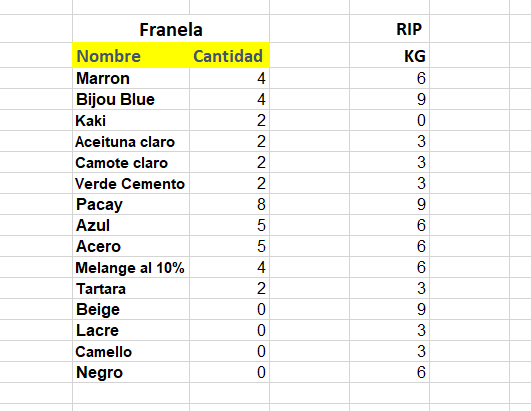 Franela RIP
Nombre Cantidad KG
Marron 4 6
Bijou Blue 4 9
Kaki 2 0
Aceituna claro 2 3
Camote claro 2 3
Verde Cemento 2 3
Pacay 8 9
Azul 5 6
Acero 5 6
Melange al 10% 4 6
Tartara 2 3
Beige 0 9
Lacre 0 3
Camello 0 3
Negro 0 6